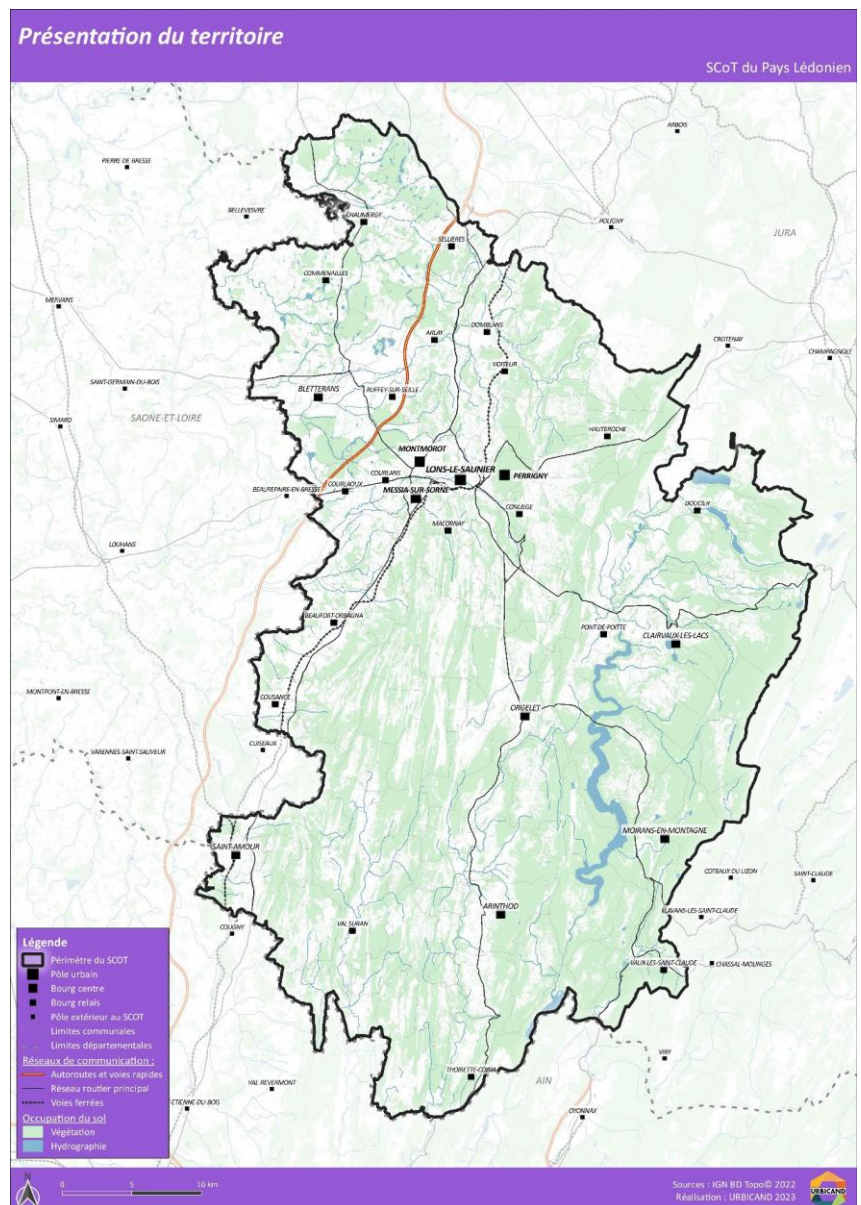 Présentation du territoire
SCoT du Pays Lédonien
ARBOIS
PIERRE DE BRESSE
BELLEVESVRE
CHAUMERGY
POLIGNY
JURA
SELLIERES
COMMENAILLES
MERVANS
ARLAY
DOMBLANS
CROTENAY
CHAMPAGNOLE
VOITEUR
SAINT-GERMAIN-DU-BOIS
BLETTERANS
RUFFEY-SUR-SEILLE
SAONE-ET-LOIRE
SIMARD
HAUTEROCHE
MONTMOROT
LONS-LE-SAUNIER
PERRIGNY
COURLANS
BEAUREPAIRE-EN-BRESSE
COURLAOUX
MESSIA-SUR-SORNE
CONLIEGE
DOUCIER
MACORNAY
LOUHANS
BEAUFORT-ORBAGNA
PONT-DE-POITTE
CLAIRVAUX-LES-LACS
MONTPONT-EN-BRESSE
COUSANCE
ORGELET
CUISEAUX
VARENNES-SAINT-SAUVEUR
MOIRANS-EN-MONTAGNE
SAINT-AMOUR
COTEAUX DU LIZON
SAINT-CLAUDE
ARINTHOD
LAVANS-LES-SAINT-CLAUDE
VAL SURAN
COLIGNY
VAUX-LES-SAINT-CLAUDE
CHASSAL-MOLINGES
VIRY
THOIRETTE-COISIA
AIN
VAL-REVERMONT
T-ETIENNE-DU-BOIS
OYONNAX
Légende
Périmètre du SCOT
Pôle urbain
Bourg centre
Bourg relais
Pôle extérieur au SCOT
Limites communales
Limites départementales
Réseaux de communication :
Autoroutes et voies rapides
Réseau routier principal
Voies ferrées
Occupation du sol
Végétation
Hydrographie
N
0 5 10 km
Sources : IGN BD Topo© 2022
Réalisation : URBICAND 2023
URBICAND